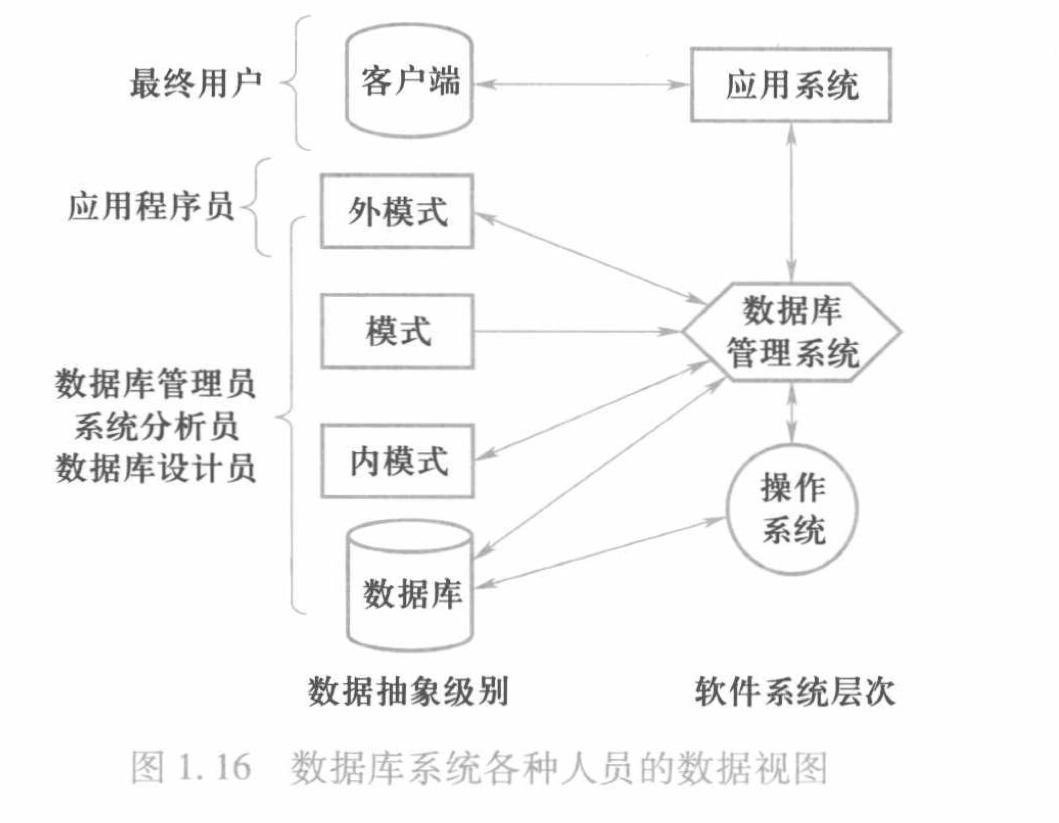 最终用户
客户端
应用系统
应用程序员
外模式
模式
数据库
管理系统
数据库管理员
系统分析员
数据库设计员
内模式
操作
系统
数据库
数据抽象级别
软件系统层次
图 1.16 数据库系统各种人员的数据视图